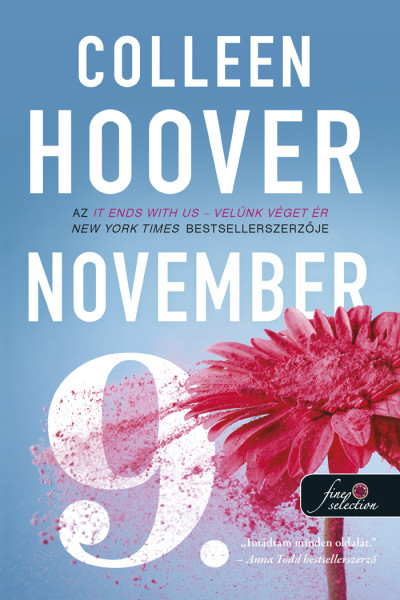 COLLEEN
HOOVER
AZ IT ENDS WITH US – VELÜNK VÉGET ÉR
NEW YORK TIMES BESTSELLERSZERZŐJE
NOVEMBER
9.
fine selection
„Imádtam minden oldalát.”
– Anna Todd bestsellerszerző